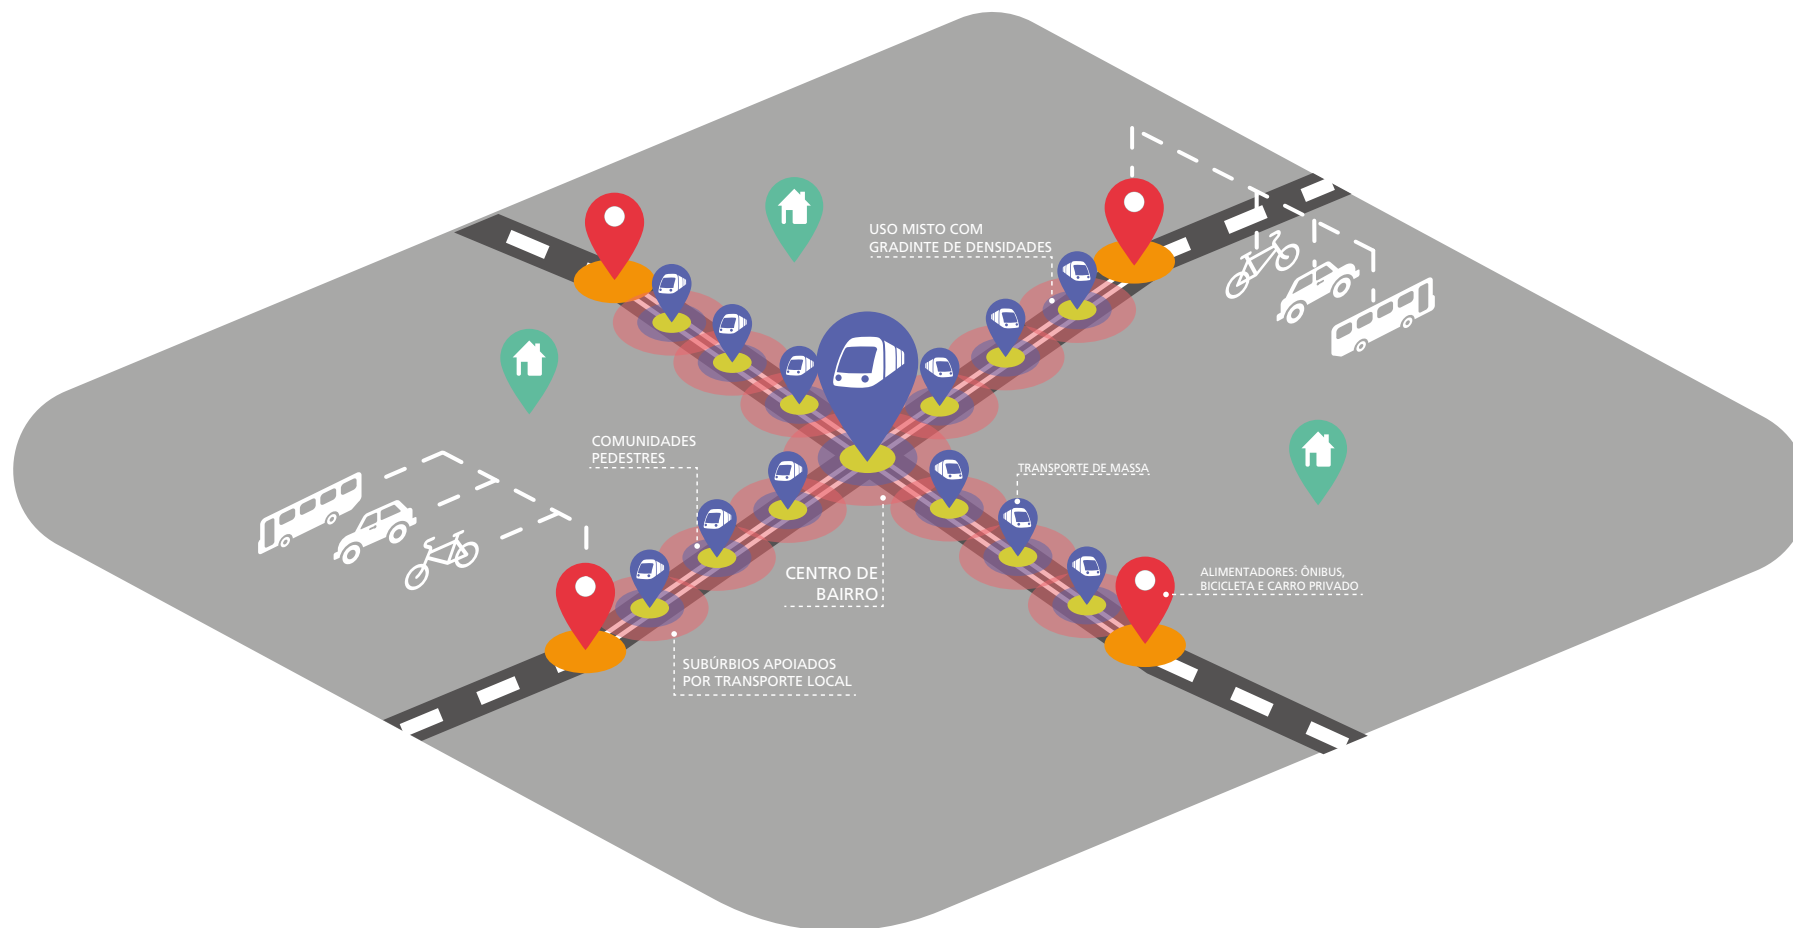 USO MISTO COM
GRADINTE DE DENSIDADES
COMUNIDADES
PEDESTRES
TRANSPORTE DE MASSA
CENTRO DE
BAIRRO
ALIMENTADORES: ÔNIBUS,
BICICLETA E CARRO PRIVADO
SUBÚRBIOS APOIADOS
POR TRANSPORTE LOCAL